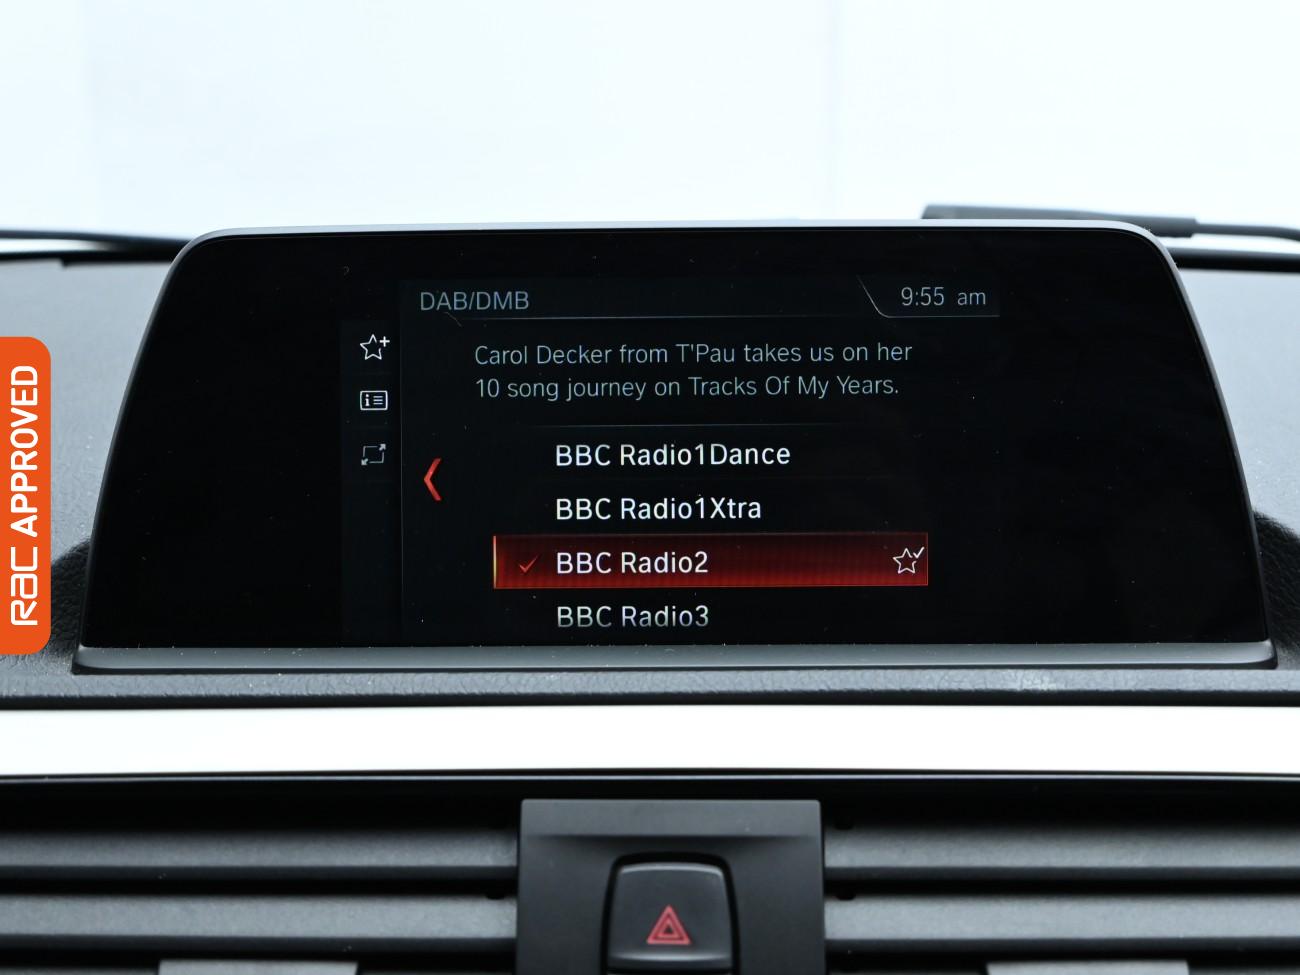 DAB/DMB
9:55 am
Carol Decker from T'Pau takes us on her
10 song journey on Tracks Of My Years.
BBC Radio1Dance
BBC Radio1Xtra
BBC Radio2
BBC Radio3
RAC APPROVED